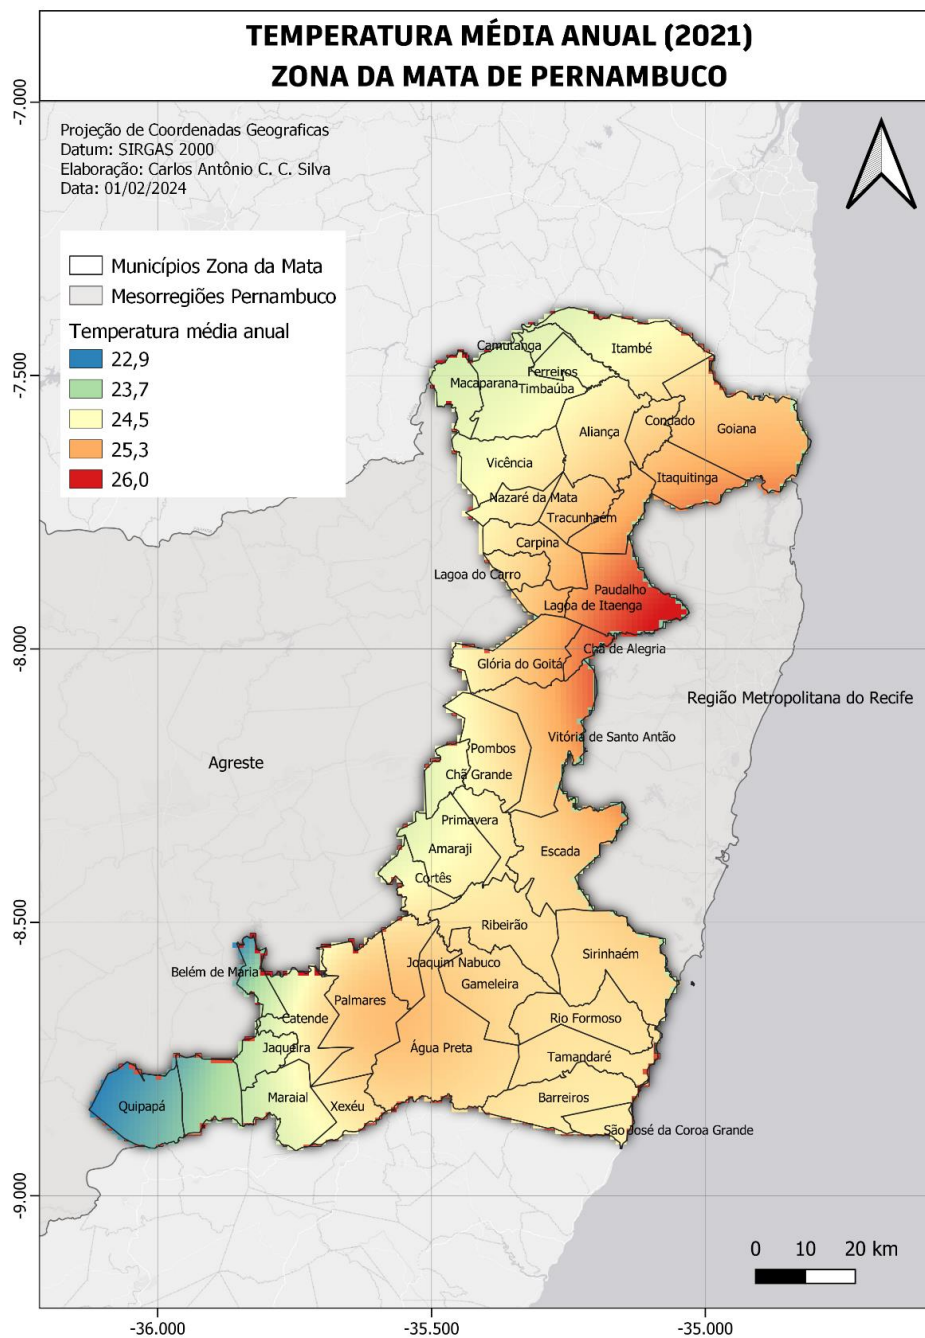 TEMPERATURA MÉDIA ANUAL (2021)
ZONA DA MATA DE PERNAMBUCO
Projeção de Coordenadas Geograficas
Datum: SIRGAS 2000
Elaboração: Carlos Antônio C. C. Silva
Data: 01/02/2024
Municípios Zona da Mata
Mesorregiões Pernambuco
Temperatura média anual
22,9
23,7
24,5
25,3
26,0
-7.000
-7.500
-8.000
-8.500
-9.000
Camutanga
Itambé
Ferreiros
Macaparana
Timbaúba
Condado
Goiana
Aliança
Vicência
Itaquitinga
Nazaré da Mata
Tracunhaém
Carpina
Lagoa do Carro
Paudalho
Lagoa de Itaenga
Chã de Alegria
Glória do Goitá
Região Metropolitana do Recife
Vitória de Santo Antão
Pombos
Agreste
Chã Grande
Primavera
Amaraji
Escada
Cortês
Ribeirão
Sirinhaém
Joaquim Nabuco
Belém de Maria
Gameleira
Palmares
Catende
Rio Formoso
Jaqueira
Água Preta
Tamandaré
Maraial
Barreiros
Quipapá
Xexéu
São José da Coroa Grande
0 10 20 km
-36.000 -35.500 -35.000